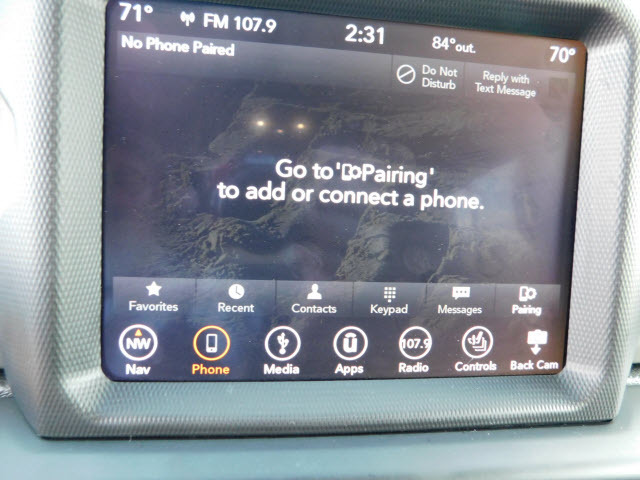 71° FM 107.9 2:31 84° out. 70°
No Phone Paired
Do Not Disturb
Reply with Text Message
Go to 'Pairing'
to add or connect a phone.
Favorites Recent Contacts Keypad Messages Pairing
NW 107.9
Nav Phone Media Apps Radio Controls Back Cam